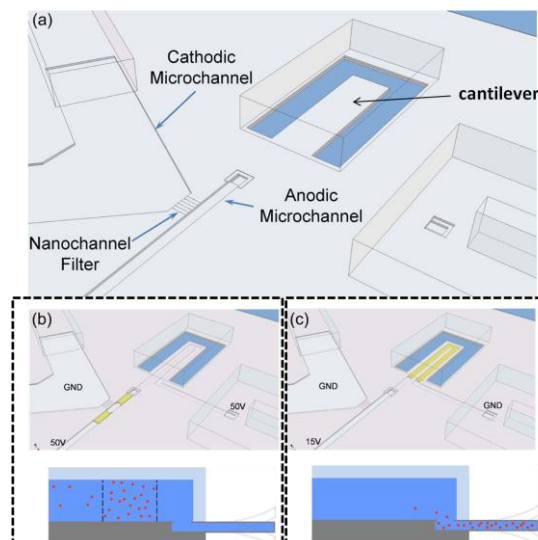 (a)
Cathodic
Microchannel
cantilever
Anodic
Microchannel
Nanochannel
Filter
(b)
GND
50V
50V
(c)
GND
GND
15V